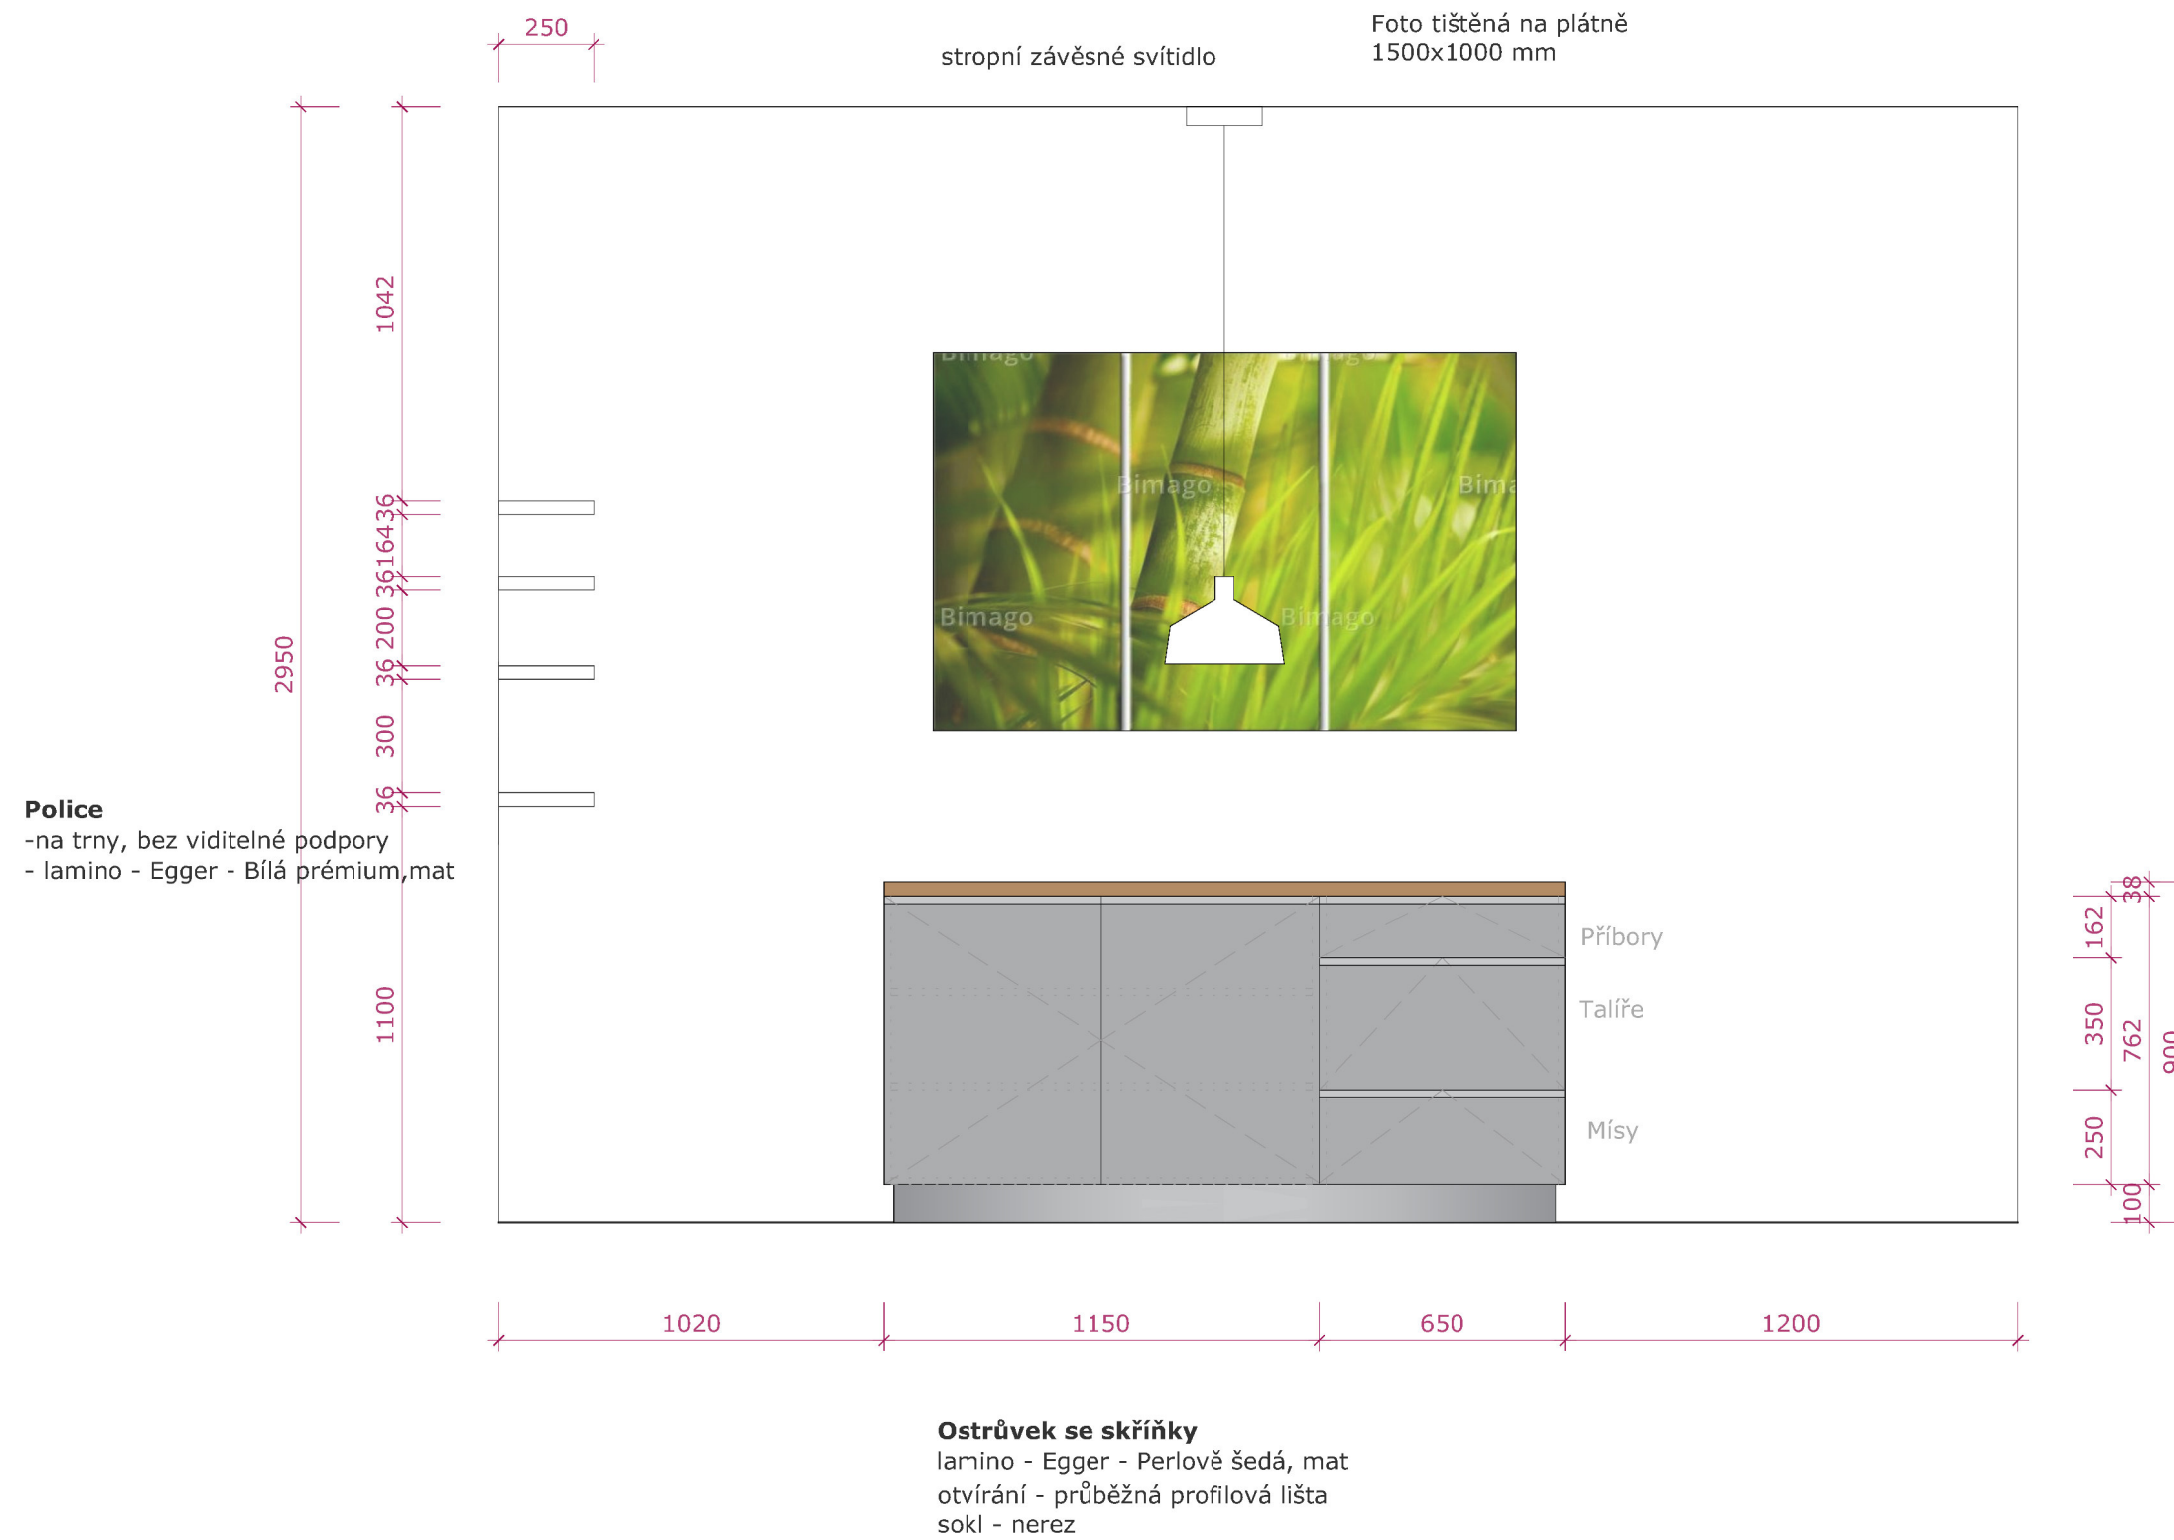 250
stropní závěsné svítidlo
Foto tištěná na plátně
1500x1000 mm
2950
1042
36
164
36
200
36
300
36
1100
Bimago
Bimago
Bimago
Bima
Bimago
Bimago
Police
-na trny, bez viditelné podpory
- lamino - Egger - Bílá prémium,mat
Příbory
Talíře
Mísy
38
162
350
762
900
250
100
1020
1150
650
1200
Ostrůvek se skříňky
lamino - Egger - Perlově šedá, mat
otvírání - průběžná profilová lišta
sokl - nerez